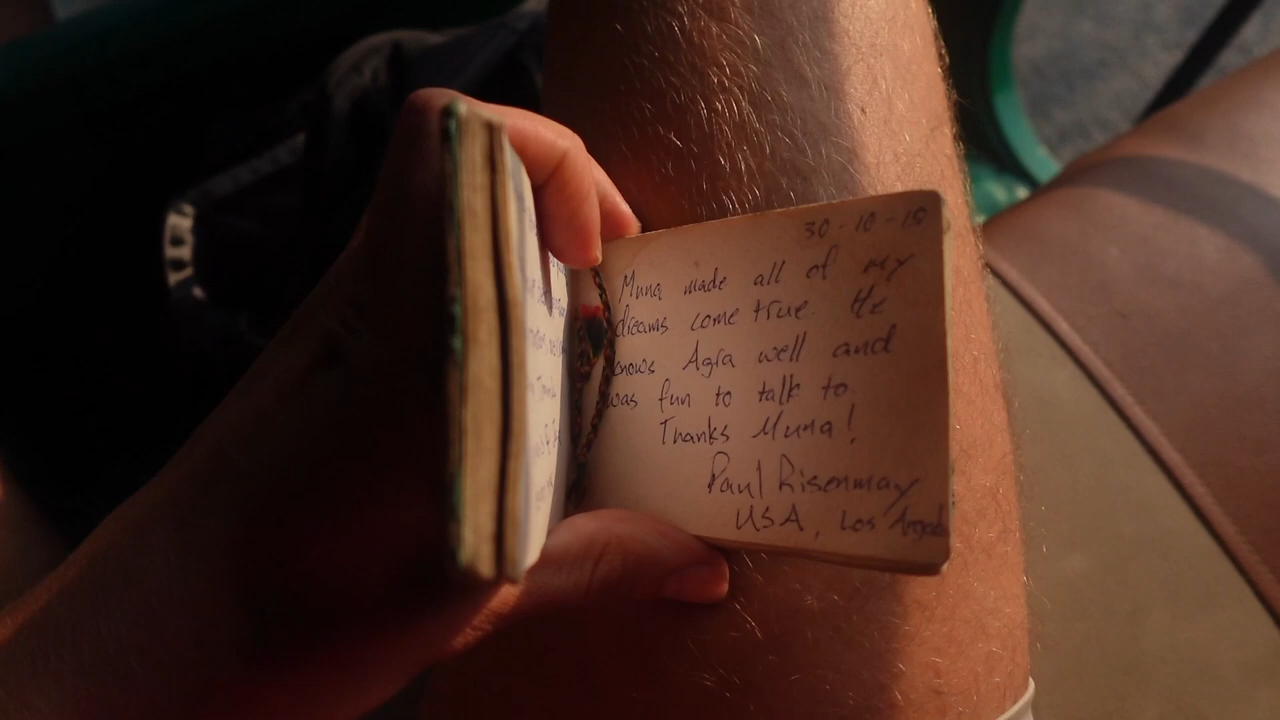 30-10-18
Muna made all of my
dreams come true. He
knows Agra well and
was fun to talk to.
Thanks Muna!
Paul Risenmay
USA, Los Angeles